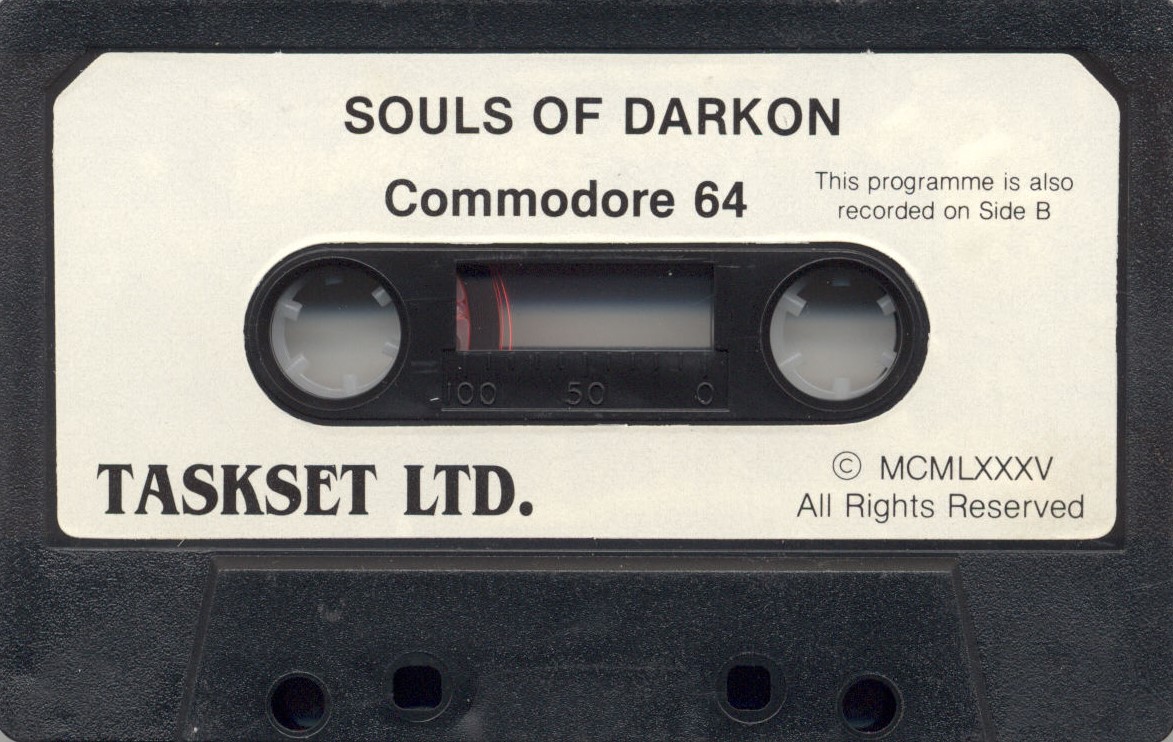 SOULS OF DARKON
Commodore 64
This programme is also
recorded on Side B
100 50 0
TASKSET LTD.
© MCMLXXXV
All Rights Reserved